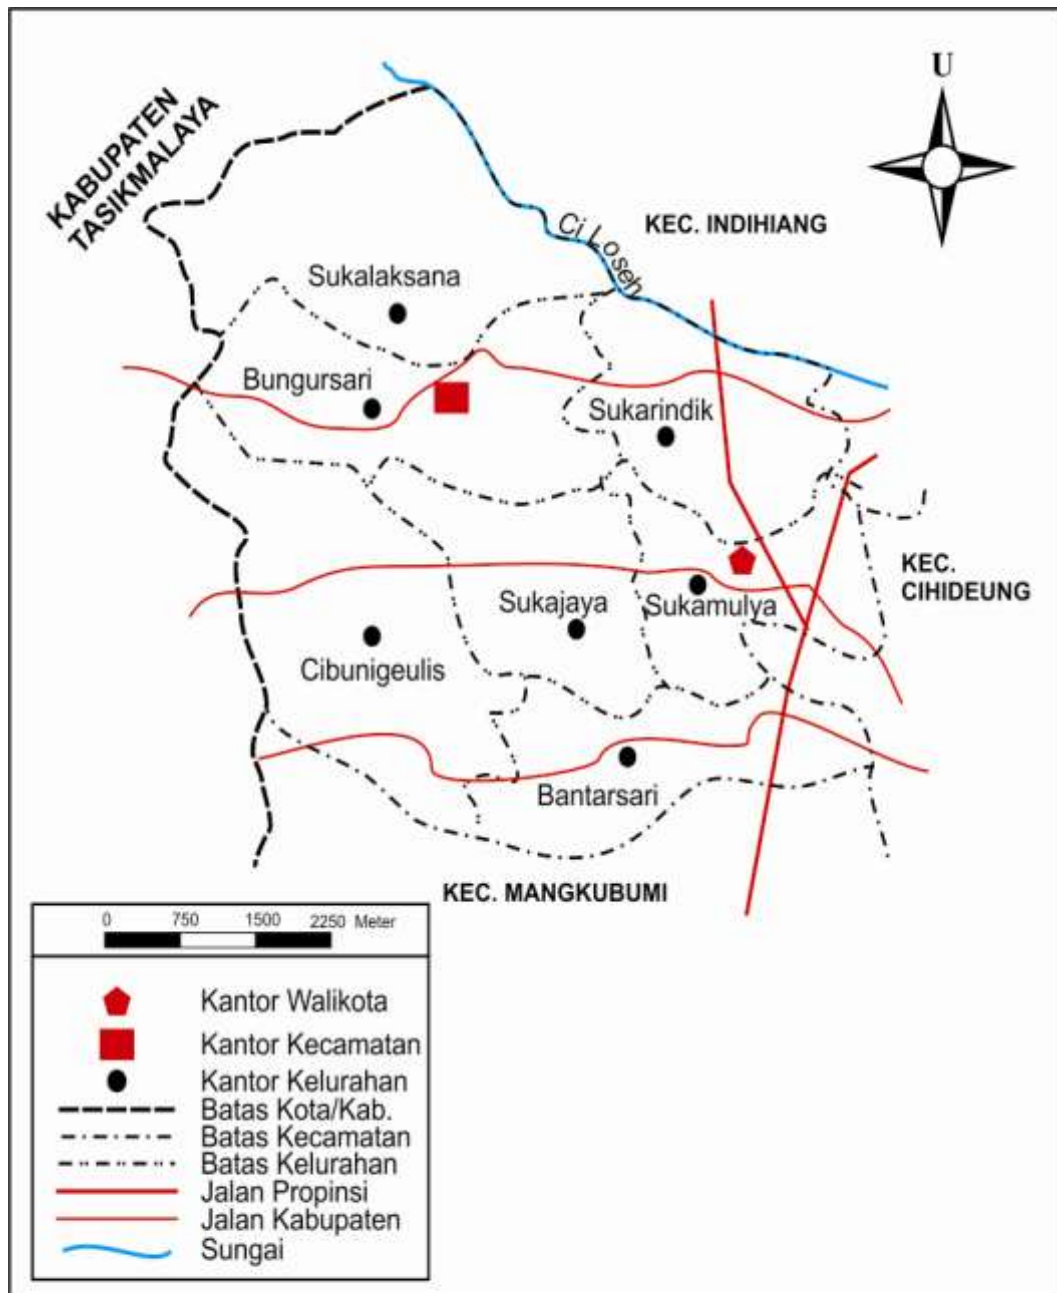 U
KABUPATEN
TASIKMALAYA
KEC. INDIHIANG
Ci Loseh
Sukalaksana
Bungursari
Sukarindik
KEC.
CIHIDEUNG
Sukajaya
Sukamulya
Cibunigeulis
Bantarsari
KEC. MANGKUBUMI
0 750 1500 2250 Meter
Kantor Walikota
Kantor Kecamatan
Kantor Kelurahan
Batas Kota/Kab.
Batas Kecamatan
Batas Kelurahan
Jalan Propinsi
Jalan Kabupaten
Sungai